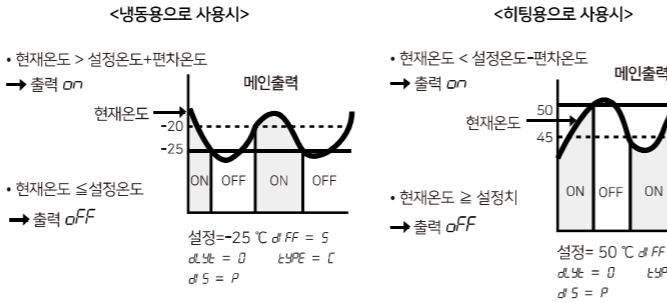 <냉동용으로 사용시>
• 현재온도 > 설정온도+편차온도
→ 출력 on
메인출력
현재온도
-20
-25
ON OFF ON OFF
• 현재온도 ≤설정온도
→ 출력 oFF
설정=-25 ℃ diFF = 5
dLYt = 0 tYPE = C
diS = P
<히팅용으로 사용시>
• 현재온도 < 설정온도-편차온도
→ 출력 on
메인출력
50
현재온도
45
ON OFF ON
• 현재온도 ≥ 설정치
→ 출력 oFF
설정= 50 ℃ diFF
dLYt = 0 tYP
diS = P